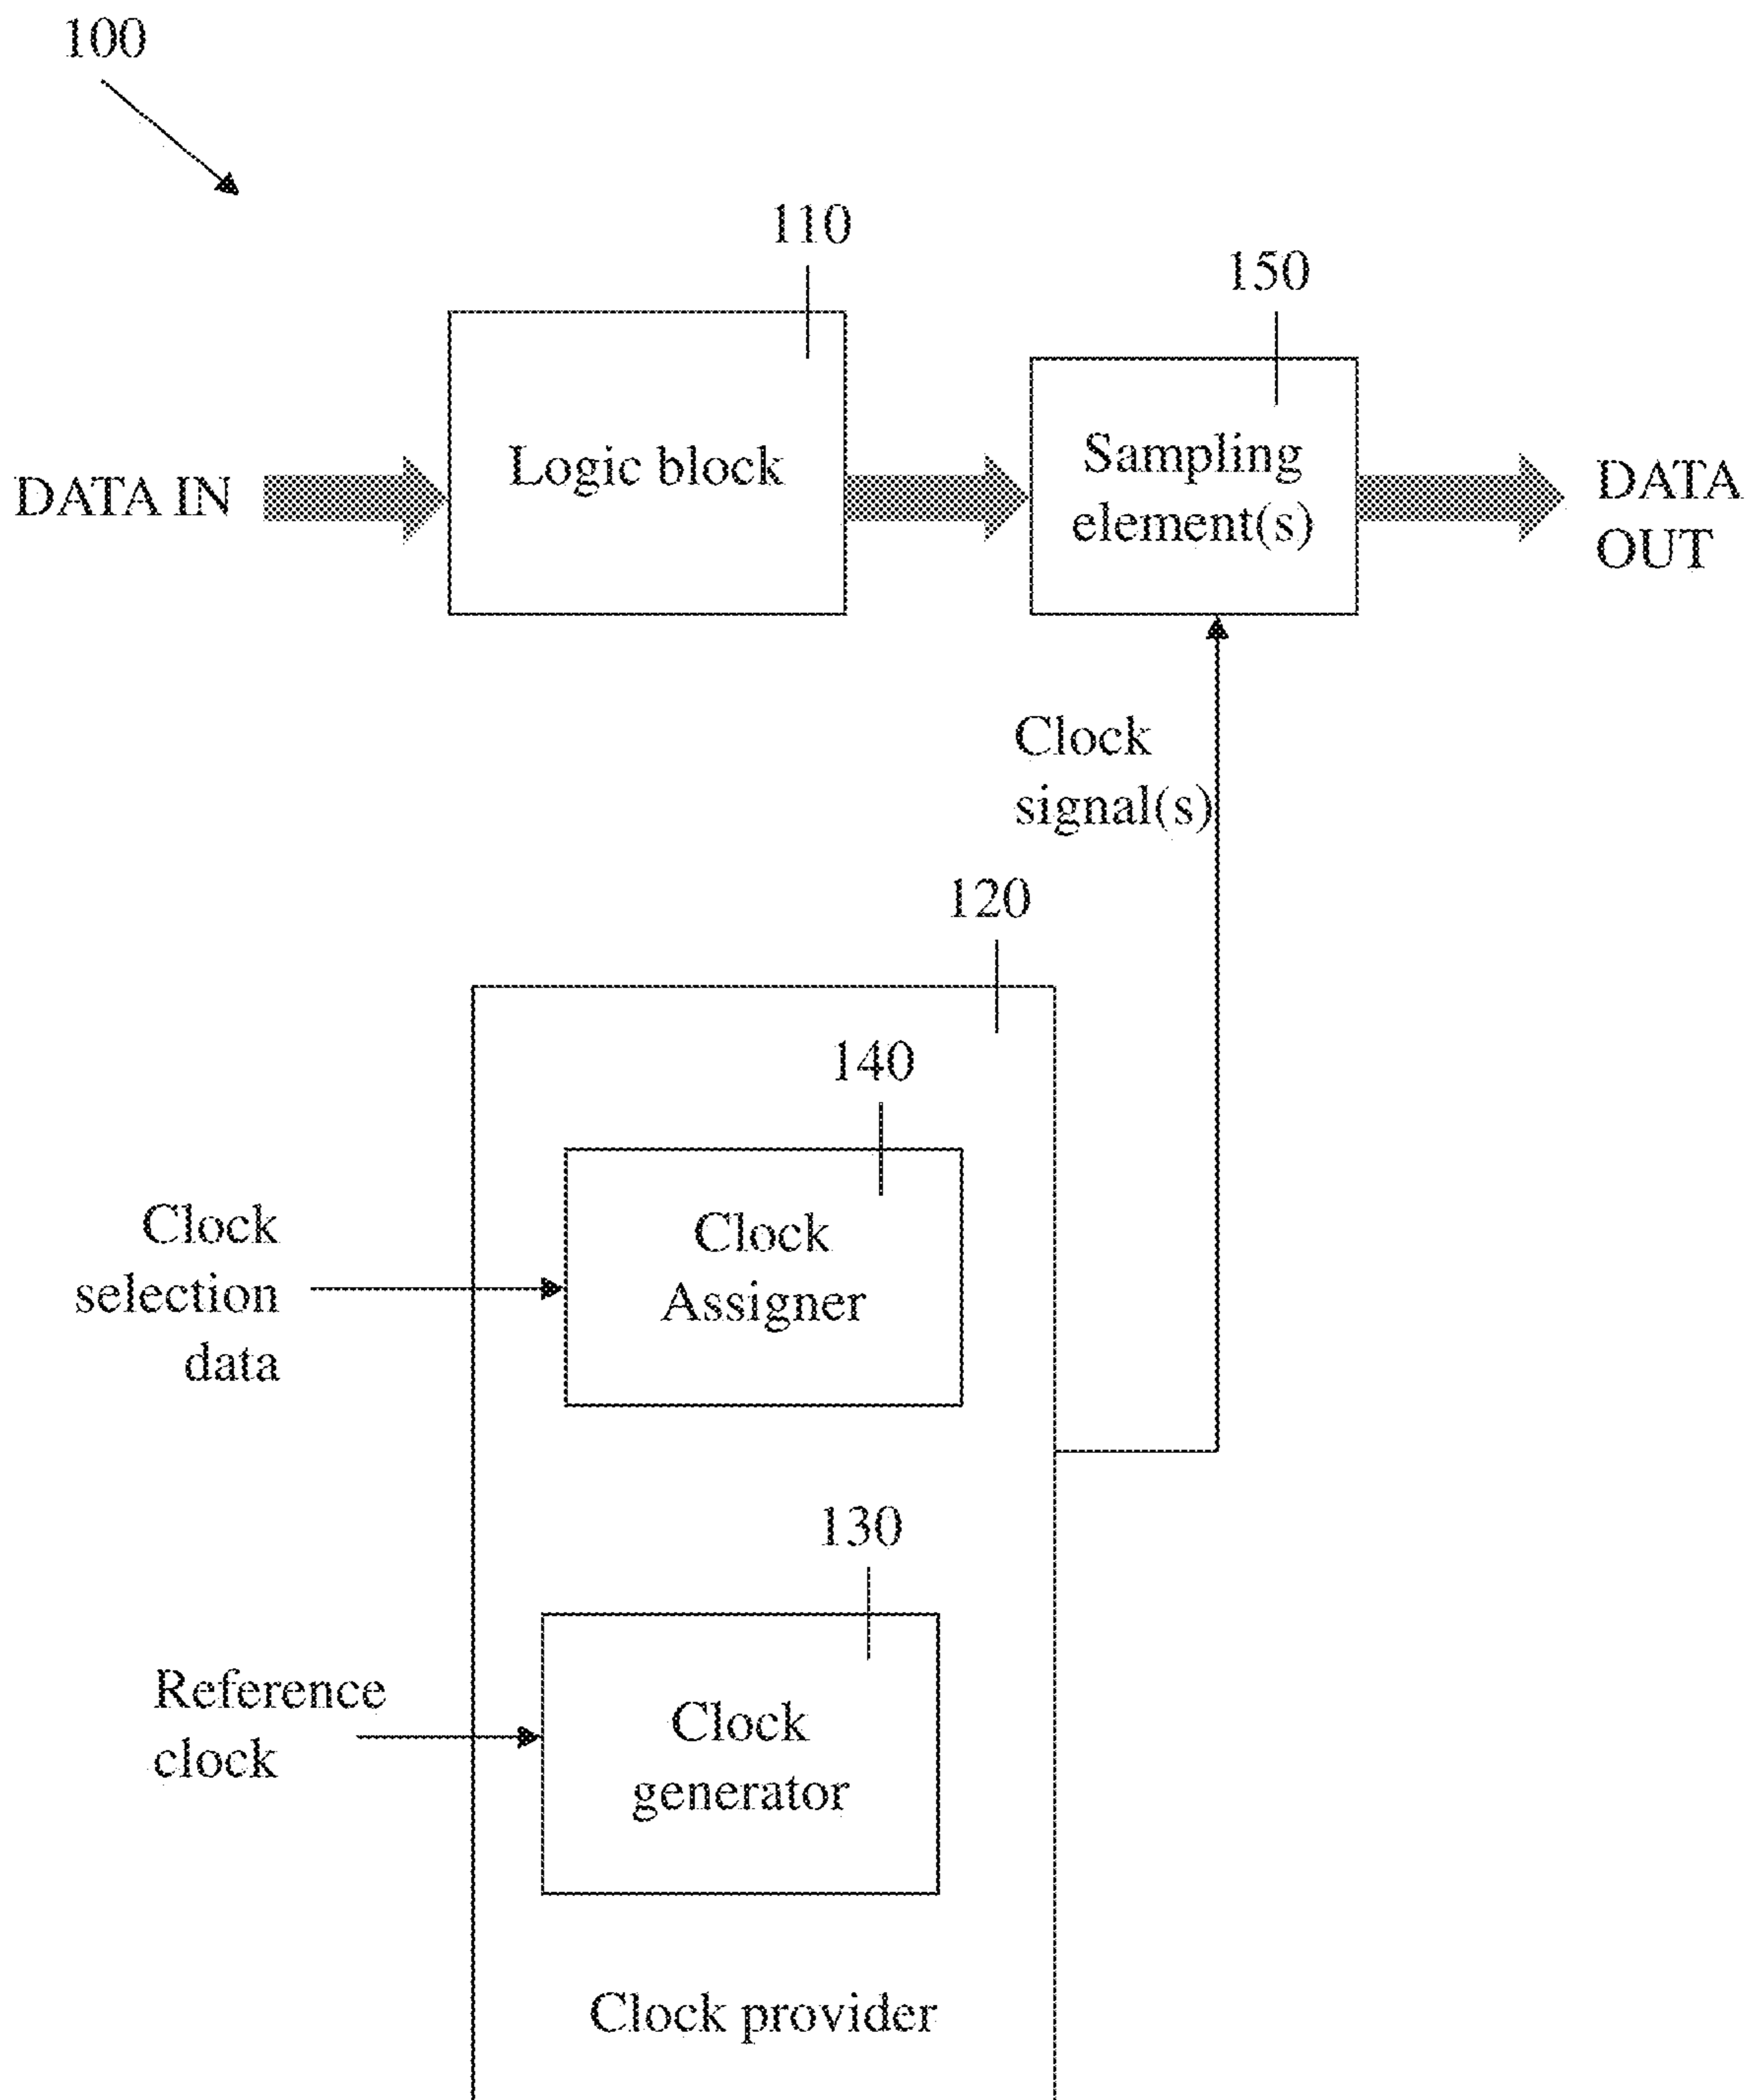 100
110
150
DATA IN
Logic block
Sampling
element(s)
DATA
OUT
Clock
signal(s)
120
140
Clock
selection
data
Clock
Assigner
130
Reference
clock
Clock
generator
Clock provider